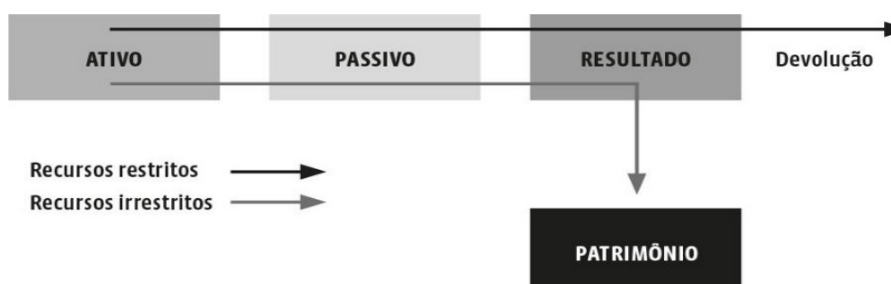 ATIVO
PASSIVO
RESULTADO
Devolução
Recursos restritos
Recursos irrestritos
PATRIMÔNIO